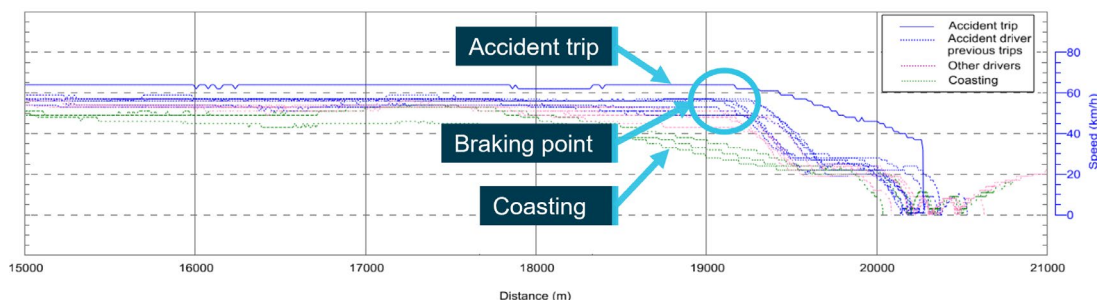 Accident trip
Braking point
Coasting
Accident trip
Accident driver
previous trips
Other drivers
Coasting
80
60
40
20
0
Speed (km/h)
15000 16000 17000 18000 19000 20000 21000
Distance (m)